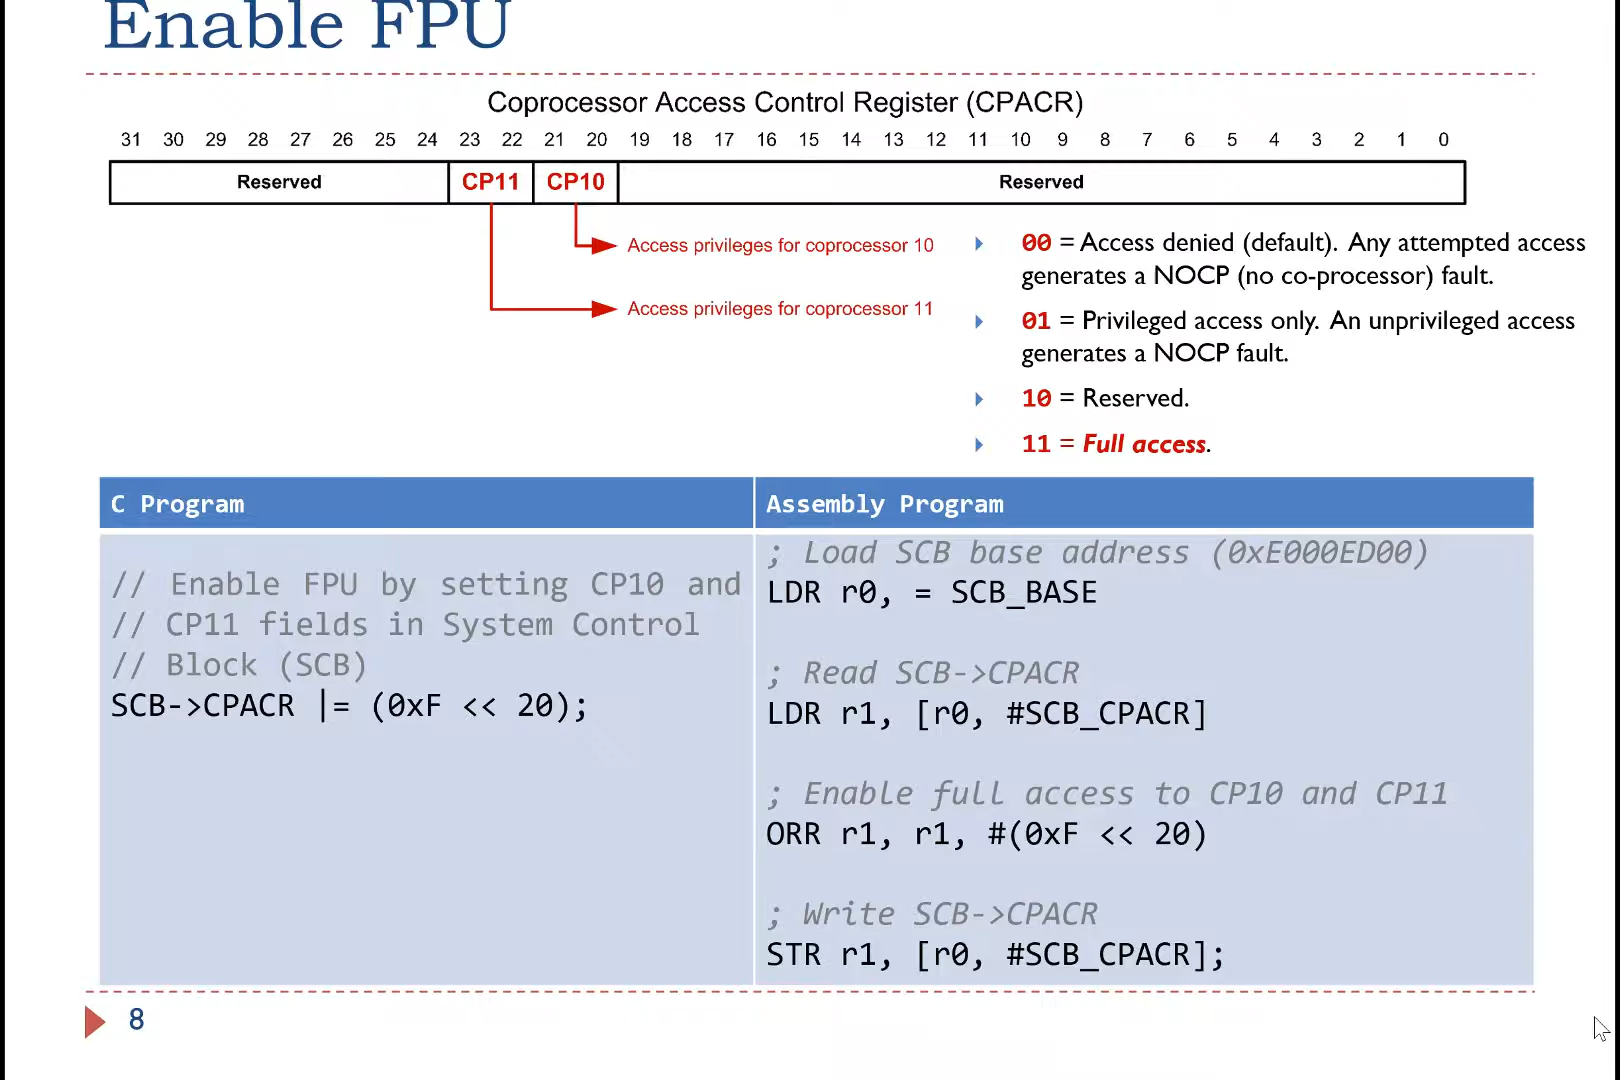 Enable FPU
Coprocessor Access Control Register (CPACR)
31 30 29 28 27 26 25 24 23 22 21 20 19 18 17 16 15 14 13 12 11 10 9 8 7 6 5 4 3 2 1 0
Reserved CP11 CP10 Reserved
Access privileges for coprocessor 10
Access privileges for coprocessor 11
00 = Access denied (default). Any attempted access
generates a NOCP (no co-processor) fault.
01 = Privileged access only. An unprivileged access
generates a NOCP fault.
10 = Reserved.
11 = Full access.
C Program
// Enable FPU by setting CP10 and
// CP11 fields in System Control
// Block (SCB)
SCB->CPACR |= (0xF << 20);
Assembly Program
; Load SCB base address (0xE000ED00)
LDR r0, = SCB_BASE
; Read SCB->CPACR
LDR r1, [r0, #SCB_CPACR]
; Enable full access to CP10 and CP11
ORR r1, r1, #(0xF << 20)
; Write SCB->CPACR
STR r1, [r0, #SCB_CPACR];
8